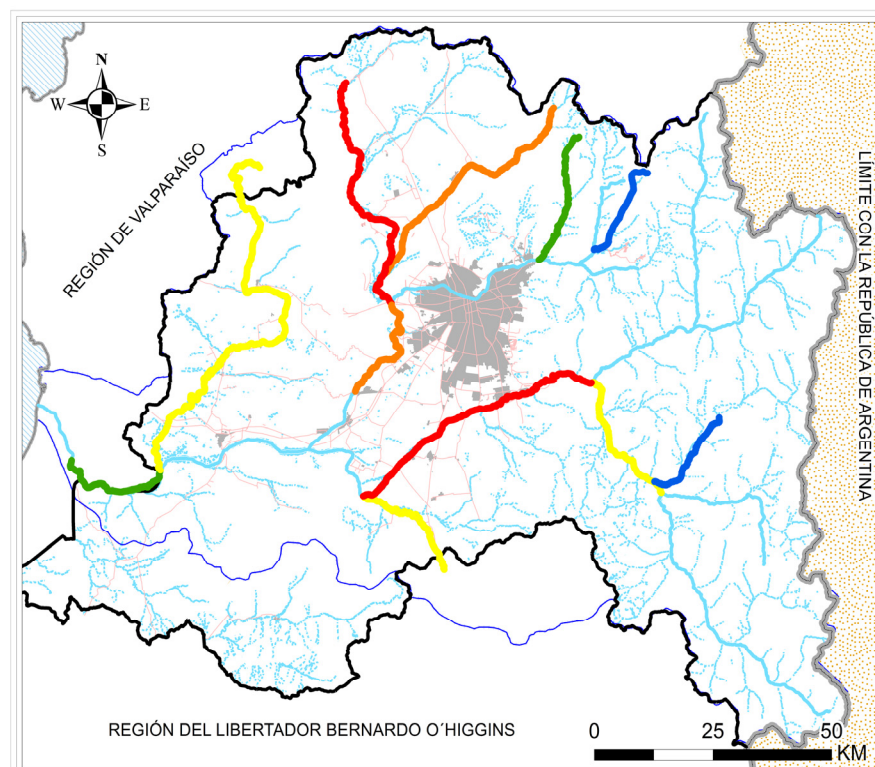 N
W E
S
REGIÓN DE VALPARAÍSO
LÍMITE CON LA REPÚBLICA DE ARGENTINA
REGIÓN DEL LIBERTADOR BERNARDO O´HIGGINS
0 25 50
KM